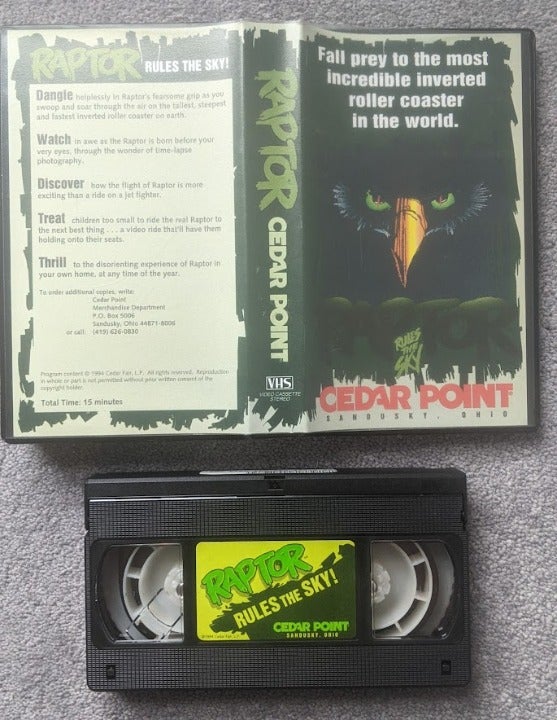 RAPTOR RULES THE SKY!
Dangle helplessly in Raptor's fearsome grip as you
swoop and soar through the air on the tallest, steepest
and fastest inverted roller coaster on earth.
Watch in awe as the Raptor is born before your
very eyes, through the wonder of time-lapse
photography.
Discover how the flight of Raptor is more
exciting than a ride on a jet fighter.
Treat children too small to ride the real Raptor to
the next best thing . . . a video ride that'll have them
holding onto their seats.
Thrill to the disorienting experience of Raptor in
your own home, at any time of the year.
To order additional copies, write:
Cedar Point
Merchandise Department
P.O. Box 5006
Sandusky, Ohio 44871-8006
or call: (419) 626-0830
Program content © 1994 Cedar Fair, L.P. All rights reserved. Reproduction
in whole or part is not permitted without prior written consent of the
copyright holder.
Total Time: 15 minutes
RAPTOR CEDAR POINT
VHS
VIDEO CASSETTE
STEREO
Fall prey to the most
incredible inverted
roller coaster
in the world.
RAPTOR
RULES
THE
SKY
CEDAR POINT
SANDUSKY, OHIO
RAPTOR
RULES THE SKY!
CEDAR POINT
SANDUSKY, OHIO
©1994 Cedar Fair, L.P.